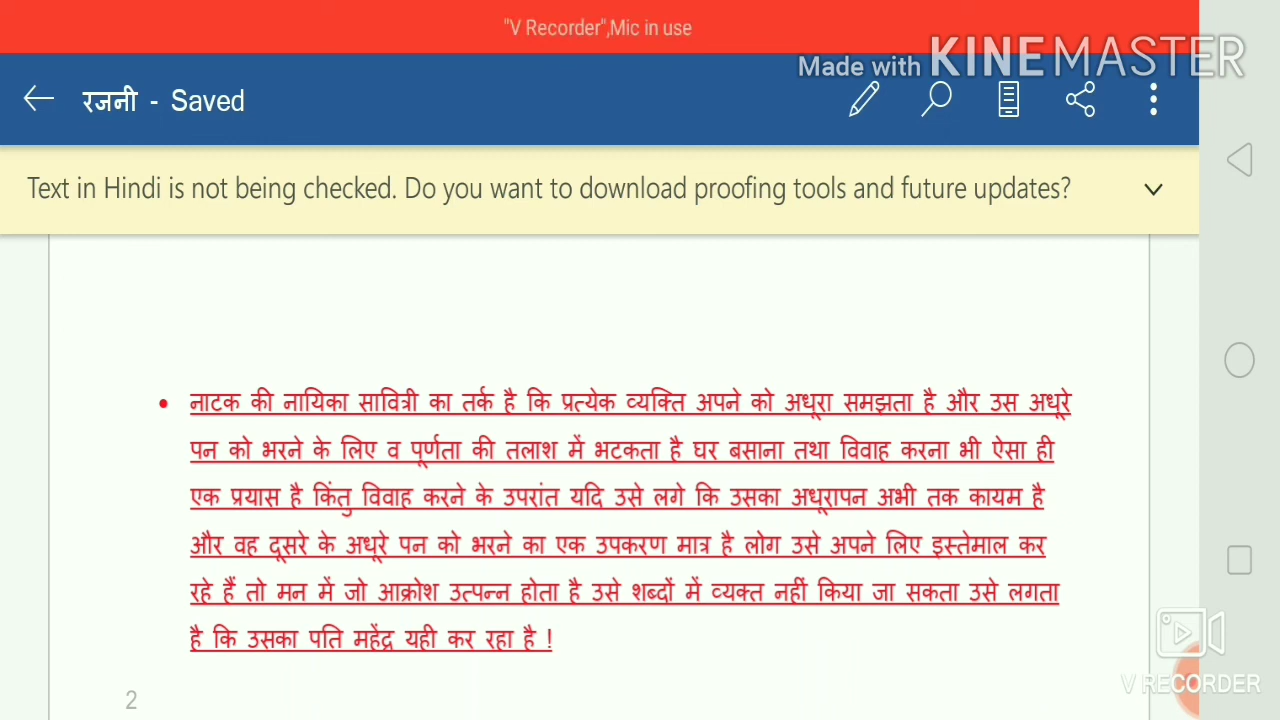 "V Recorder",Mic in use
Made with KINEMASTER
रजनी - Saved
Text in Hindi is not being checked. Do you want to download proofing tools and future updates?
• नाटक की नायिका सावित्री का तर्क है कि प्रत्येक व्यक्ति अपने को अधूरा समझता है और उस अधूरे
पन को भरने के लिए व पूर्णता की तलाश में भटकता है घर बसाना तथा विवाह करना भी ऐसा ही
एक प्रयास है किंतु विवाह करने के उपरांत यदि उसे लगे कि उसका अधूरापन अभी तक कायम है
और वह दूसरे के अधूरे पन को भरने का एक उपकरण मात्र है लोग उसे अपने लिए इस्तेमाल कर
रहे हैं तो मन में जो आक्रोश उत्पन्न होता है उसे शब्दों में व्यक्त नहीं किया जा सकता उसे लगता
है कि उसका पति महेंद्र यही कर रहा है !
2
V RECORDER